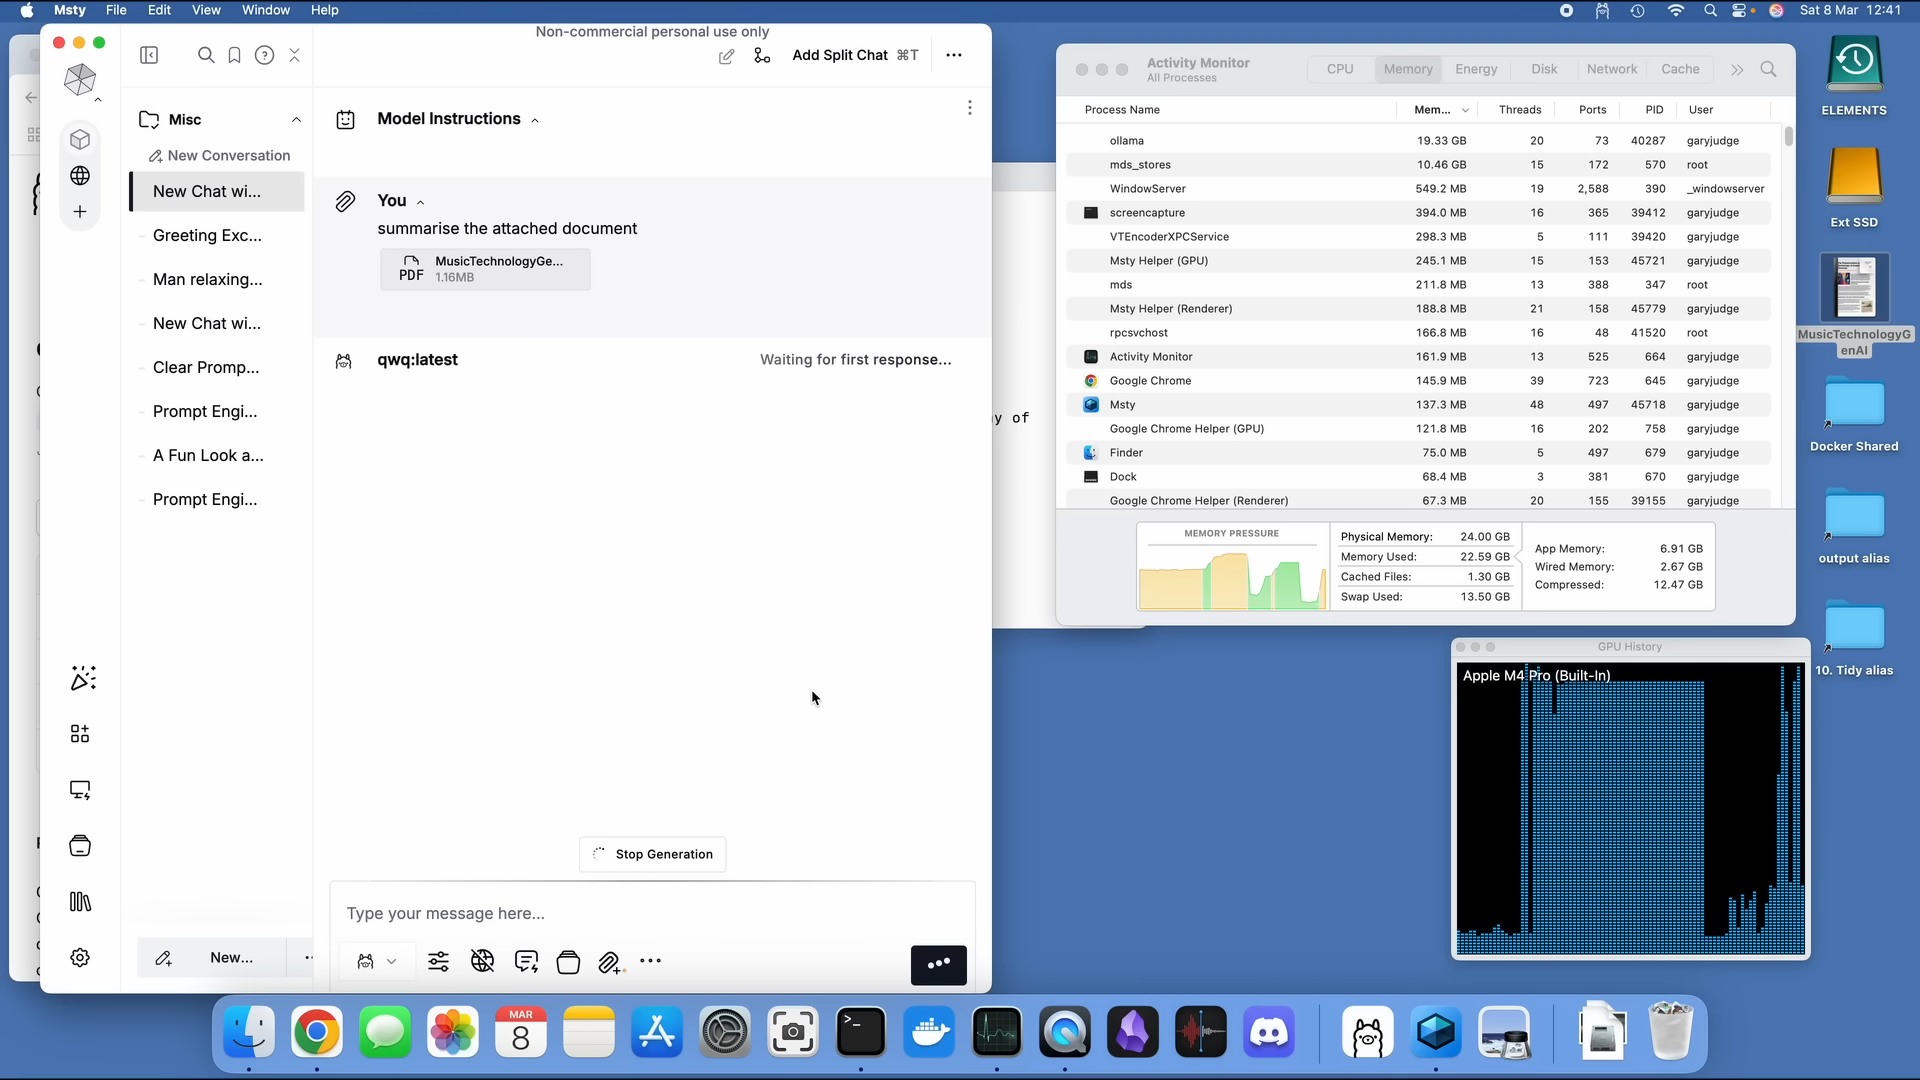 Msty File Edit View Window Help
Sat 8 Mar 12:41
Non-commercial personal use only
Add Split Chat ⌘T
Misc
New Conversation
New Chat wi...
Greeting Exc...
Man relaxing...
New Chat wi...
Clear Promp...
Prompt Engi...
A Fun Look a...
Prompt Engi...
New...
Model Instructions
You
summarise the attached document
PDF
MusicTechnologyGe...
1.16MB
qwq:latest
Waiting for first response...
Stop Generation
Type your message here...
y of
Activity Monitor
All Processes
CPU Memory Energy Disk Network Cache
Process Name Mem... Threads Ports PID User
ollama 19.33 GB 20 73 40287 garyjudge
mds_stores 10.46 GB 15 172 570 root
WindowServer 549.2 MB 19 2,588 390 _windowserver
screencapture 394.0 MB 16 365 39412 garyjudge
VTEncoderXPCService 298.3 MB 5 111 39420 garyjudge
Msty Helper (GPU) 245.1 MB 15 153 45721 garyjudge
mds 211.8 MB 13 388 347 root
Msty Helper (Renderer) 188.8 MB 21 158 45779 garyjudge
rpcsvchost 166.8 MB 16 48 41520 root
Activity Monitor 161.9 MB 13 525 664 garyjudge
Google Chrome 145.9 MB 39 723 645 garyjudge
Msty 137.3 MB 48 497 45718 garyjudge
Google Chrome Helper (GPU) 121.8 MB 16 202 758 garyjudge
Finder 75.0 MB 5 497 679 garyjudge
Dock 68.4 MB 3 381 670 garyjudge
Google Chrome Helper (Renderer) 67.3 MB 20 155 39155 garyjudge
MEMORY PRESSURE
Physical Memory: 24.00 GB
Memory Used: 22.59 GB
Cached Files: 1.30 GB
Swap Used: 13.50 GB
App Memory: 6.91 GB
Wired Memory: 2.67 GB
Compressed: 12.47 GB
GPU History
Apple M4 Pro (Built-In)
ELEMENTS
Ext SSD
MusicTechnologyG
enAI
Docker Shared
output alias
10. Tidy alias
MAR
8